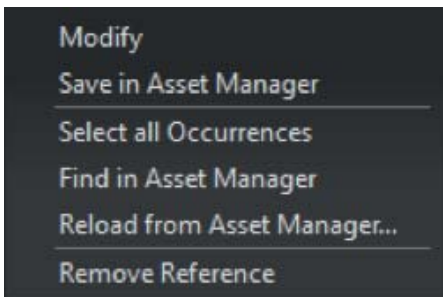 Modify
Save in Asset Manager
Select all Occurrences
Find in Asset Manager
Reload from Asset Manager...
Remove Reference